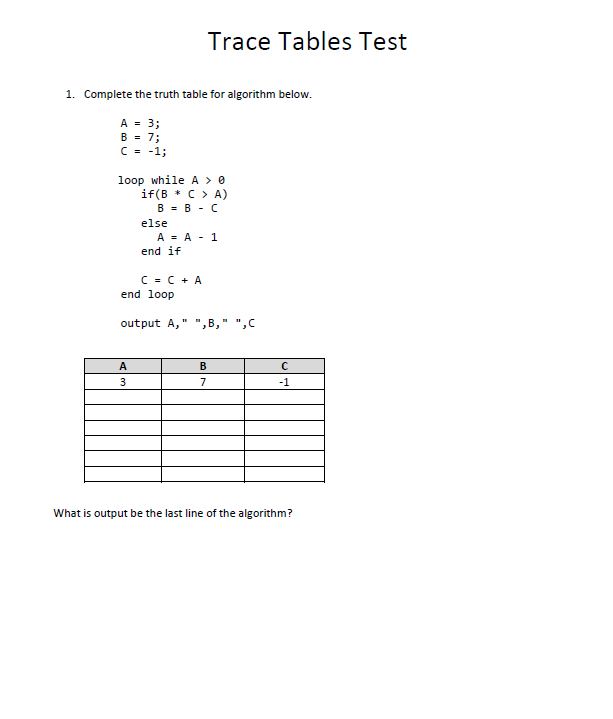 Trace Tables Test
1. Complete the truth table for algorithm below.
A = 3;
B = 7;
C = -1;
loop while A > 0
if(B * C > A)
B = B - C
else
A = A - 1
end if
C = C + A
end loop
output A," ",B," ",C
A B C
3 7 -1
What is output be the last line of the algorithm?